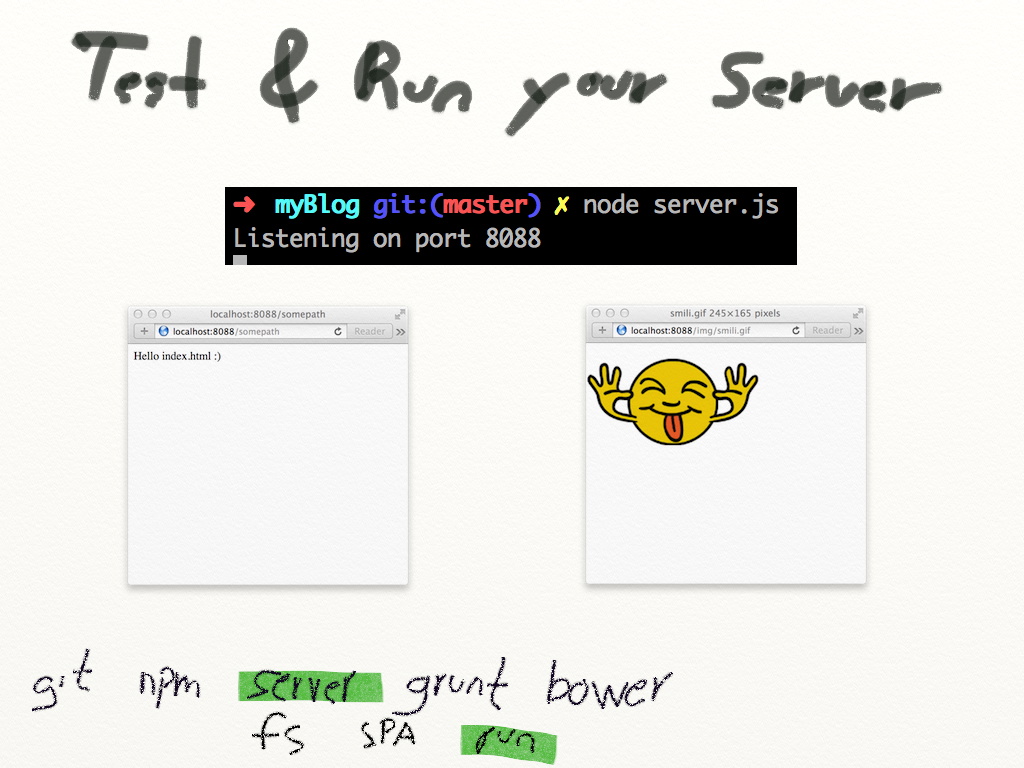 Test & Run your Server
➜ myBlog git:(master) ✗ node server.js
Listening on port 8088
localhost:8088/somepath
localhost:8088/somepath
Reader
Hello index.html :)
smili.gif 245×165 pixels
localhost:8088/img/smili.gif
Reader
git npm server grunt bower
fs SPA run